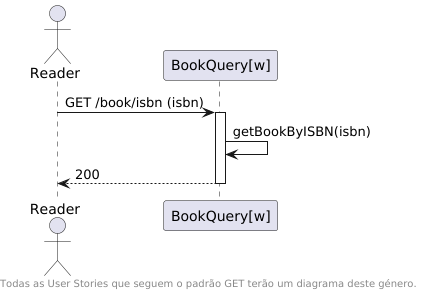 Reader
BookQuery[w]
GET /book/isbn (isbn)
getBookByISBN(isbn)
200
Reader
BookQuery[w]
Todas as User Stories que seguem o padrão GET terão um diagrama deste género.